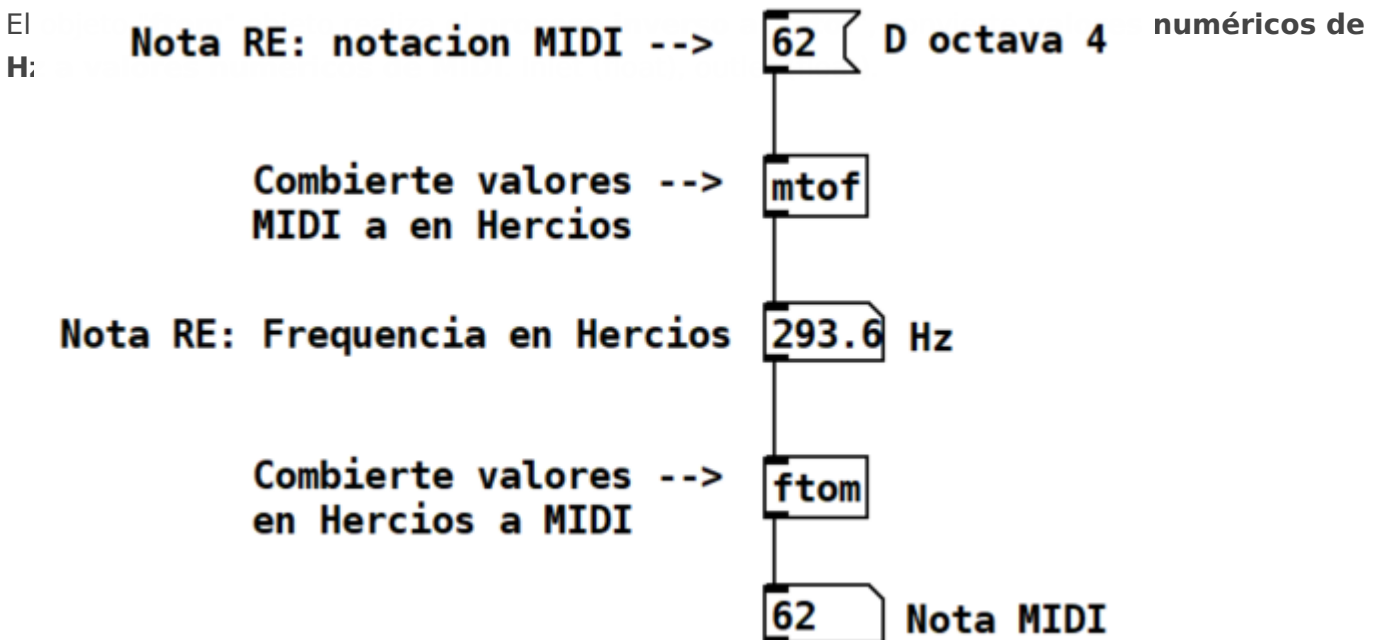 El numéricos de
Nota RE: notacion MIDI --> 62 D octava 4
Combierte valores --> mtof
MIDI a en Hercios
Nota RE: Frequencia en Hercios 293.6 Hz
Combierte valores --> ftom
en Hercios a MIDI
62 Nota MIDI